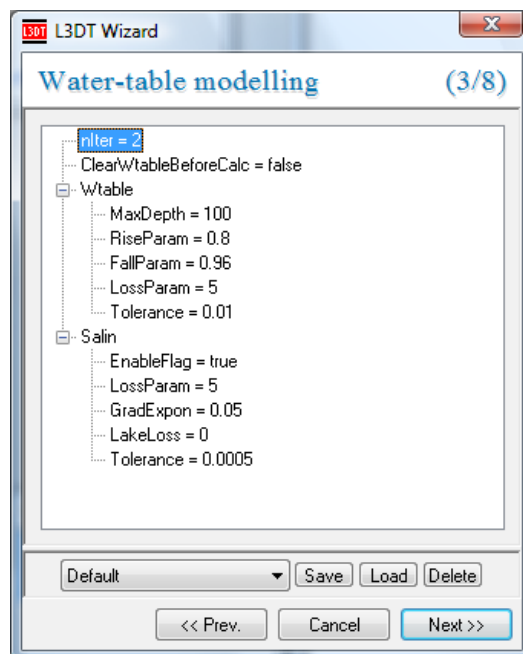 L3DT L3DT Wizard
Water-table modelling (3/8)
nIter = 2
ClearWtableBeforeCalc = false
Wtable
MaxDepth = 100
RiseParam = 0.8
FallParam = 0.96
LossParam = 5
Tolerance = 0.01
Salin
EnableFlag = true
LossParam = 5
GradExpon = 0.05
LakeLoss = 0
Tolerance = 0.0005
Default Save Load Delete
<< Prev. Cancel Next >>